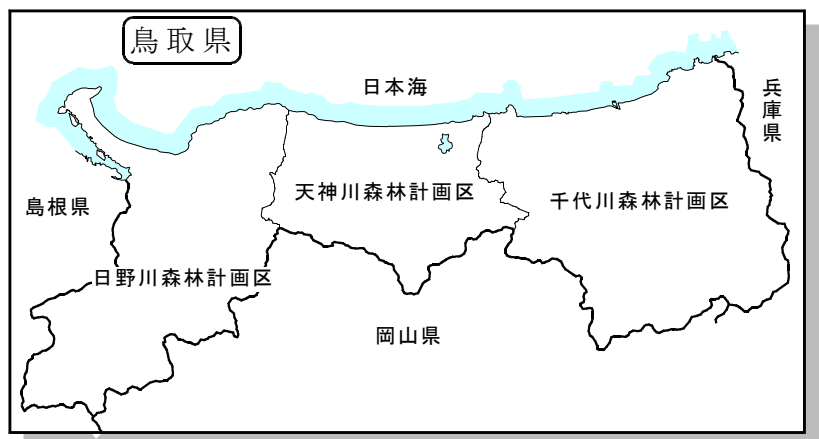 鳥取県
日本海
兵庫県
天神川森林計画区
千代川森林計画区
島根県
日野川森林計画区
岡山県